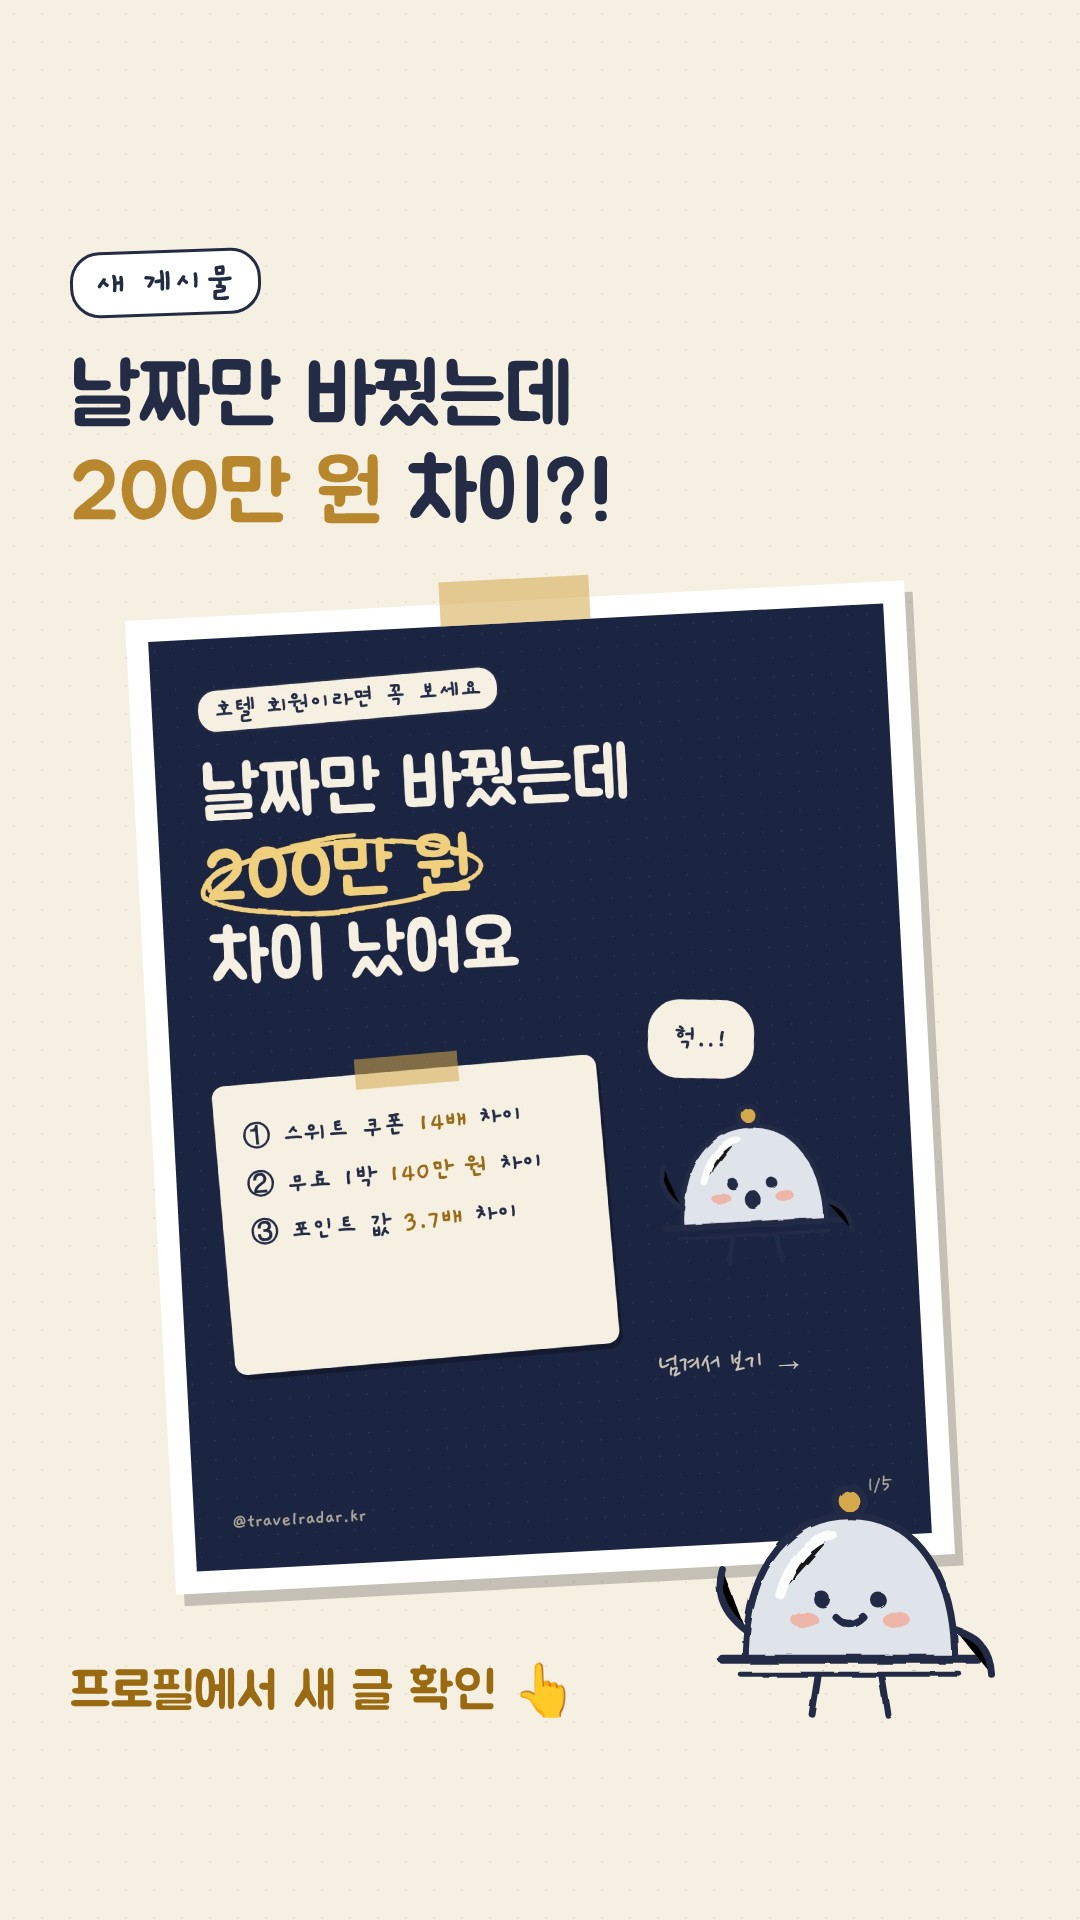 새 게시물
날짜만 바꿨는데
200만 원 차이?!
호텔 회원이라면 꼭 보세요
날짜만 바꿨는데
200만 원
차이 났어요
헉..!
① 스위트 쿠폰 14배 차이
② 무료 1박 140만 원 차이
③ 포인트 값 3.7배 차이
넘겨서 보기 →
1/5
@travelradar.kr
프로필에서 새 글 확인 👆